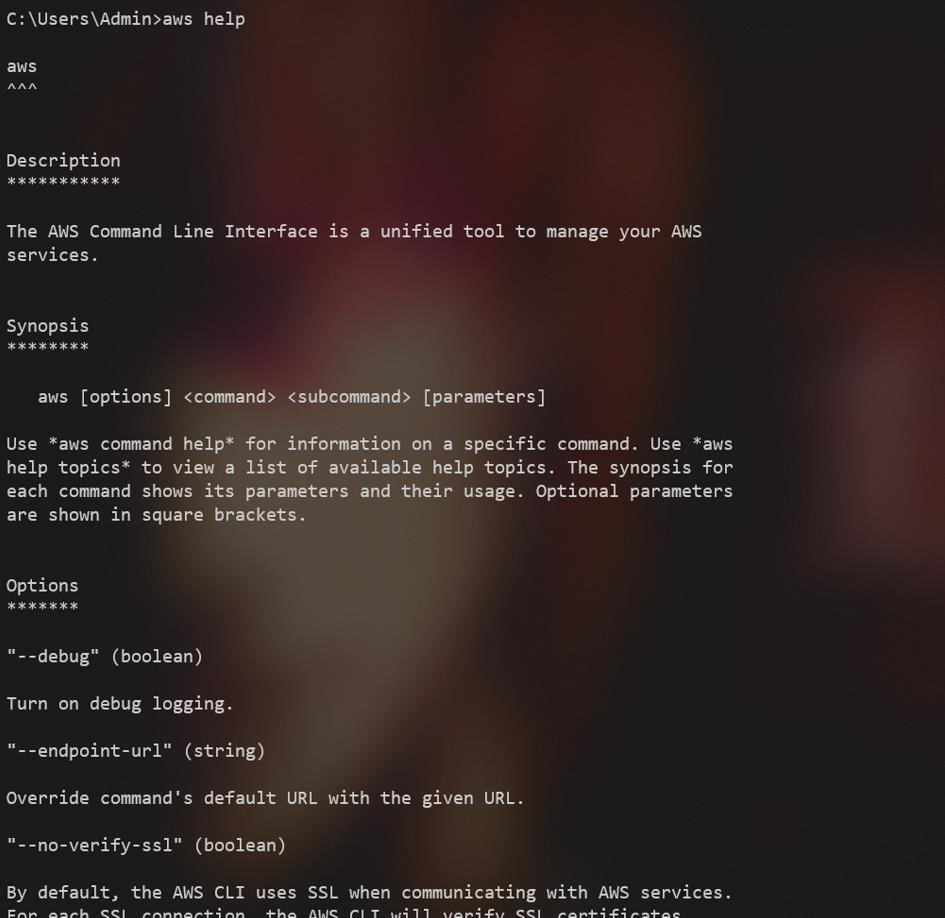 C:\Users\Admin>aws help
aws
^^^
Description
***********
The AWS Command Line Interface is a unified tool to manage your AWS
services.
Synopsis
********
aws [options] <command> <subcommand> [parameters]
Use *aws command help* for information on a specific command. Use *aws
help topics* to view a list of available help topics. The synopsis for
each command shows its parameters and their usage. Optional parameters
are shown in square brackets.
Options
*******
"--debug" (boolean)
Turn on debug logging.
"--endpoint-url" (string)
Override command's default URL with the given URL.
"--no-verify-ssl" (boolean)
By default, the AWS CLI uses SSL when communicating with AWS services.
For each SSL connection, the AWS CLI will verify SSL certificates.